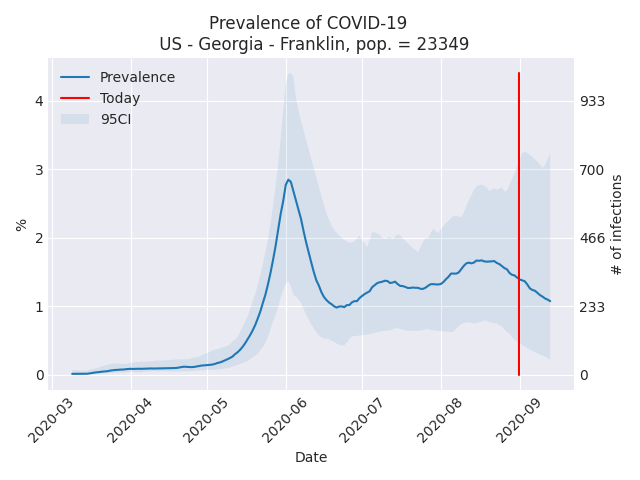 Prevalence of COVID-19
US - Georgia - Franklin, pop. = 23349
Prevalence
Today
95CI
%
4
3
2
1
0
933
700
466
233
0
# of infections
2020-03
2020-04
2020-05
2020-06
2020-07
2020-08
2020-09
Date